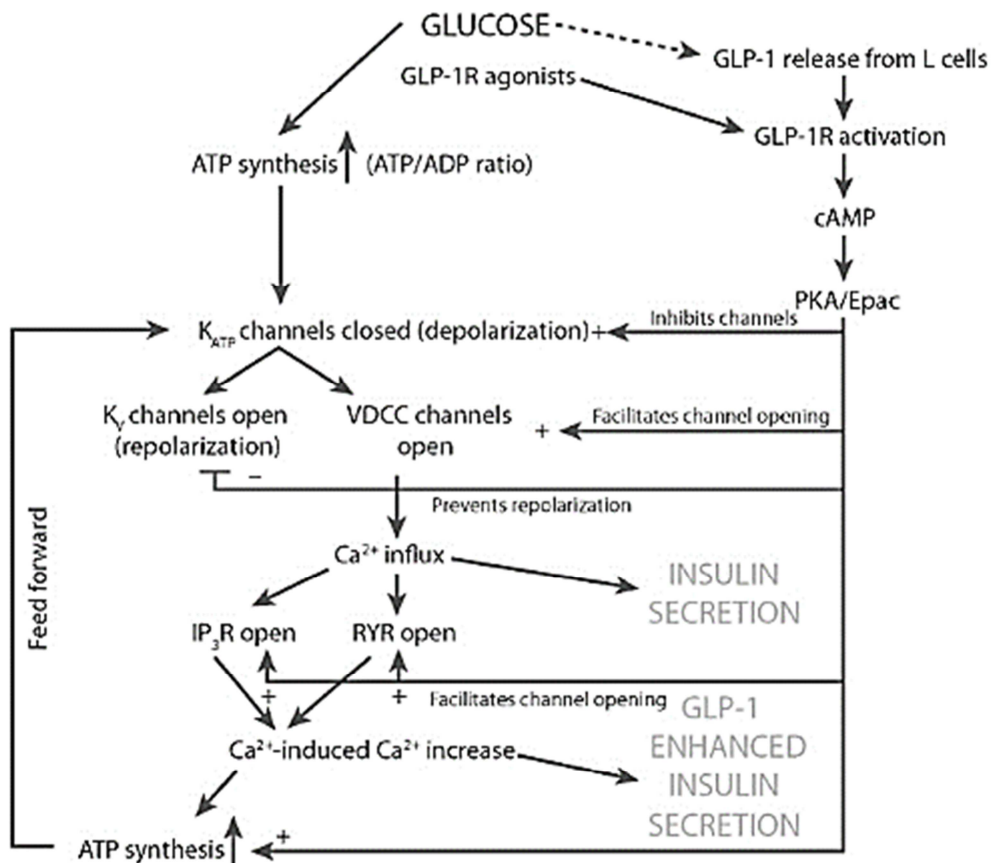 GLUCOSE
GLP-1 release from L cells
GLP-1R agonists
GLP-1R activation
ATP synthesis (ATP/ADP ratio)
cAMP
PKA/Epac
Inhibits channels
K_ATP channels closed (depolarization)+
K_V channels open
(repolarization)
VDCC channels
open
+
Facilitates channel opening
−
Prevents repolarization
Feed forward
Ca²⁺ influx
INSULIN
SECRETION
IP₃R open
RYR open
+
+
Facilitates channel opening
GLP-1
ENHANCED
INSULIN
SECRETION
Ca²⁺-induced Ca²⁺ increase
ATP synthesis
+